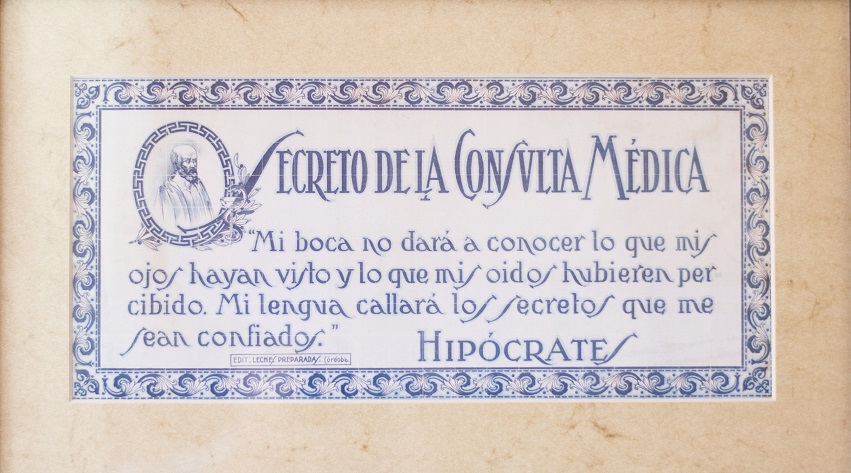 SECRETO DE LA CONSULTA MÉDICA
"Mi boca no dará a conocer lo que mis
ojos hayan visto y lo que mis oidos hubieren per
cibido. Mi lengua callará los secretos que me
sean confiados."
HIPÓCRATES
EDIT. LECHES PREPARADAS. Córdoba